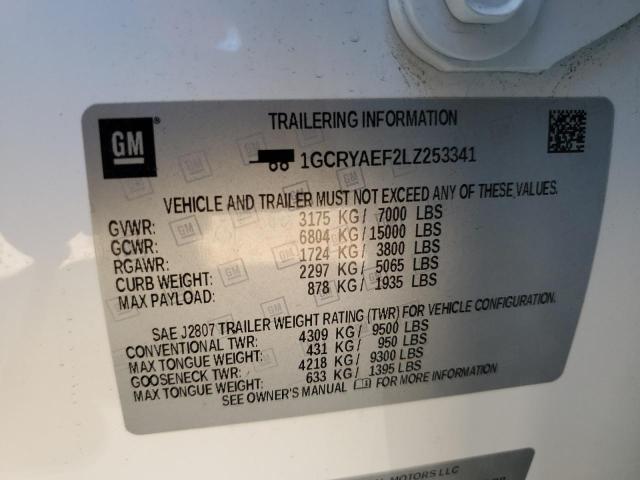 GM ®
TRAILERING INFORMATION
1GCRYAEF2LZ253341
VEHICLE AND TRAILER MUST NOT EXCEED ANY OF THESE VALUES.
GVWR: 3175 KG / 7000 LBS
GCWR: 6804 KG / 15000 LBS
RGAWR: 1724 KG / 3800 LBS
CURB WEIGHT: 2297 KG / 5065 LBS
MAX PAYLOAD: 878 KG / 1935 LBS
SAE J2807 TRAILER WEIGHT RATING (TWR) FOR VEHICLE CONFIGURATION.
CONVENTIONAL TWR: 4309 KG / 9500 LBS
MAX TONGUE WEIGHT: 431 KG / 950 LBS
GOOSENECK TWR: 4218 KG / 9300 LBS
MAX TONGUE WEIGHT: 633 KG / 1395 LBS
SEE OWNER'S MANUAL FOR MORE INFORMATION
MOTORS LLC